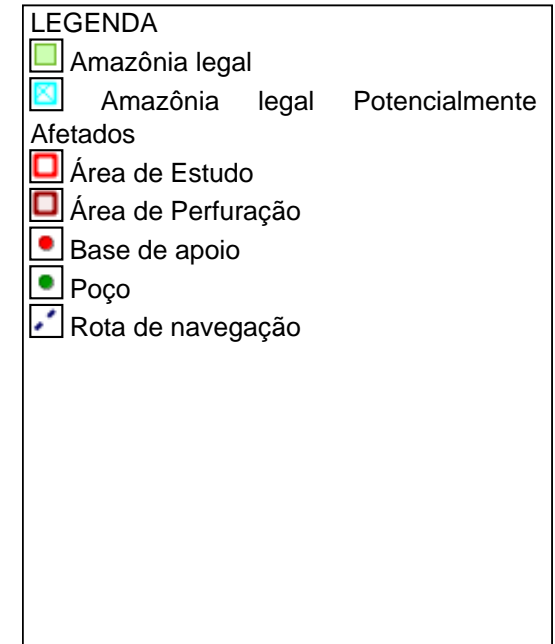 LEGENDA
Amazônia legal
Amazônia legal Potencialmente
Afetados
Área de Estudo
Área de Perfuração
Base de apoio
Poço
Rota de navegação